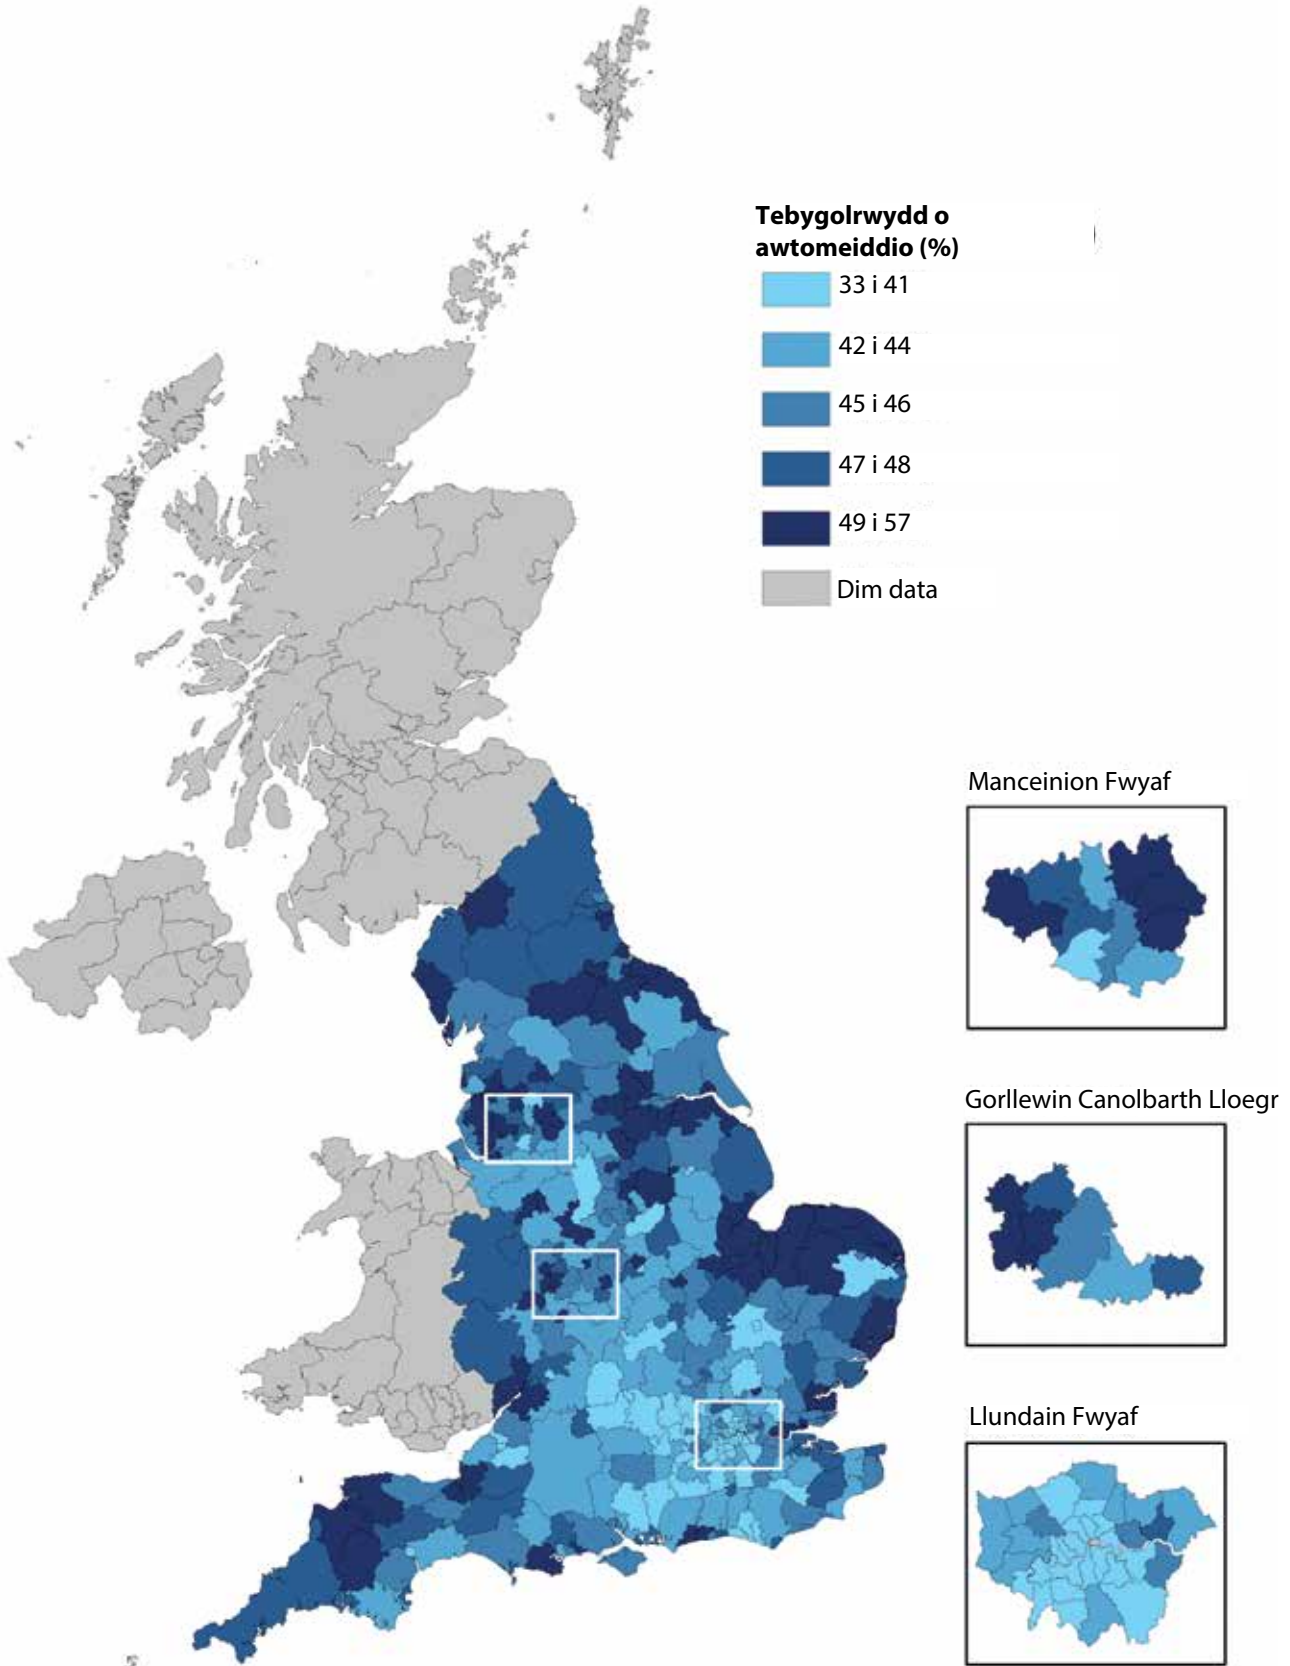 Tebygolrwydd o
awtomeiddio (%)
33 i 41
42 i 44
45 i 46
47 i 48
49 i 57
Dim data
Manceinion Fwyaf
Gorllewin Canolbarth Lloegr
Llundain Fwyaf